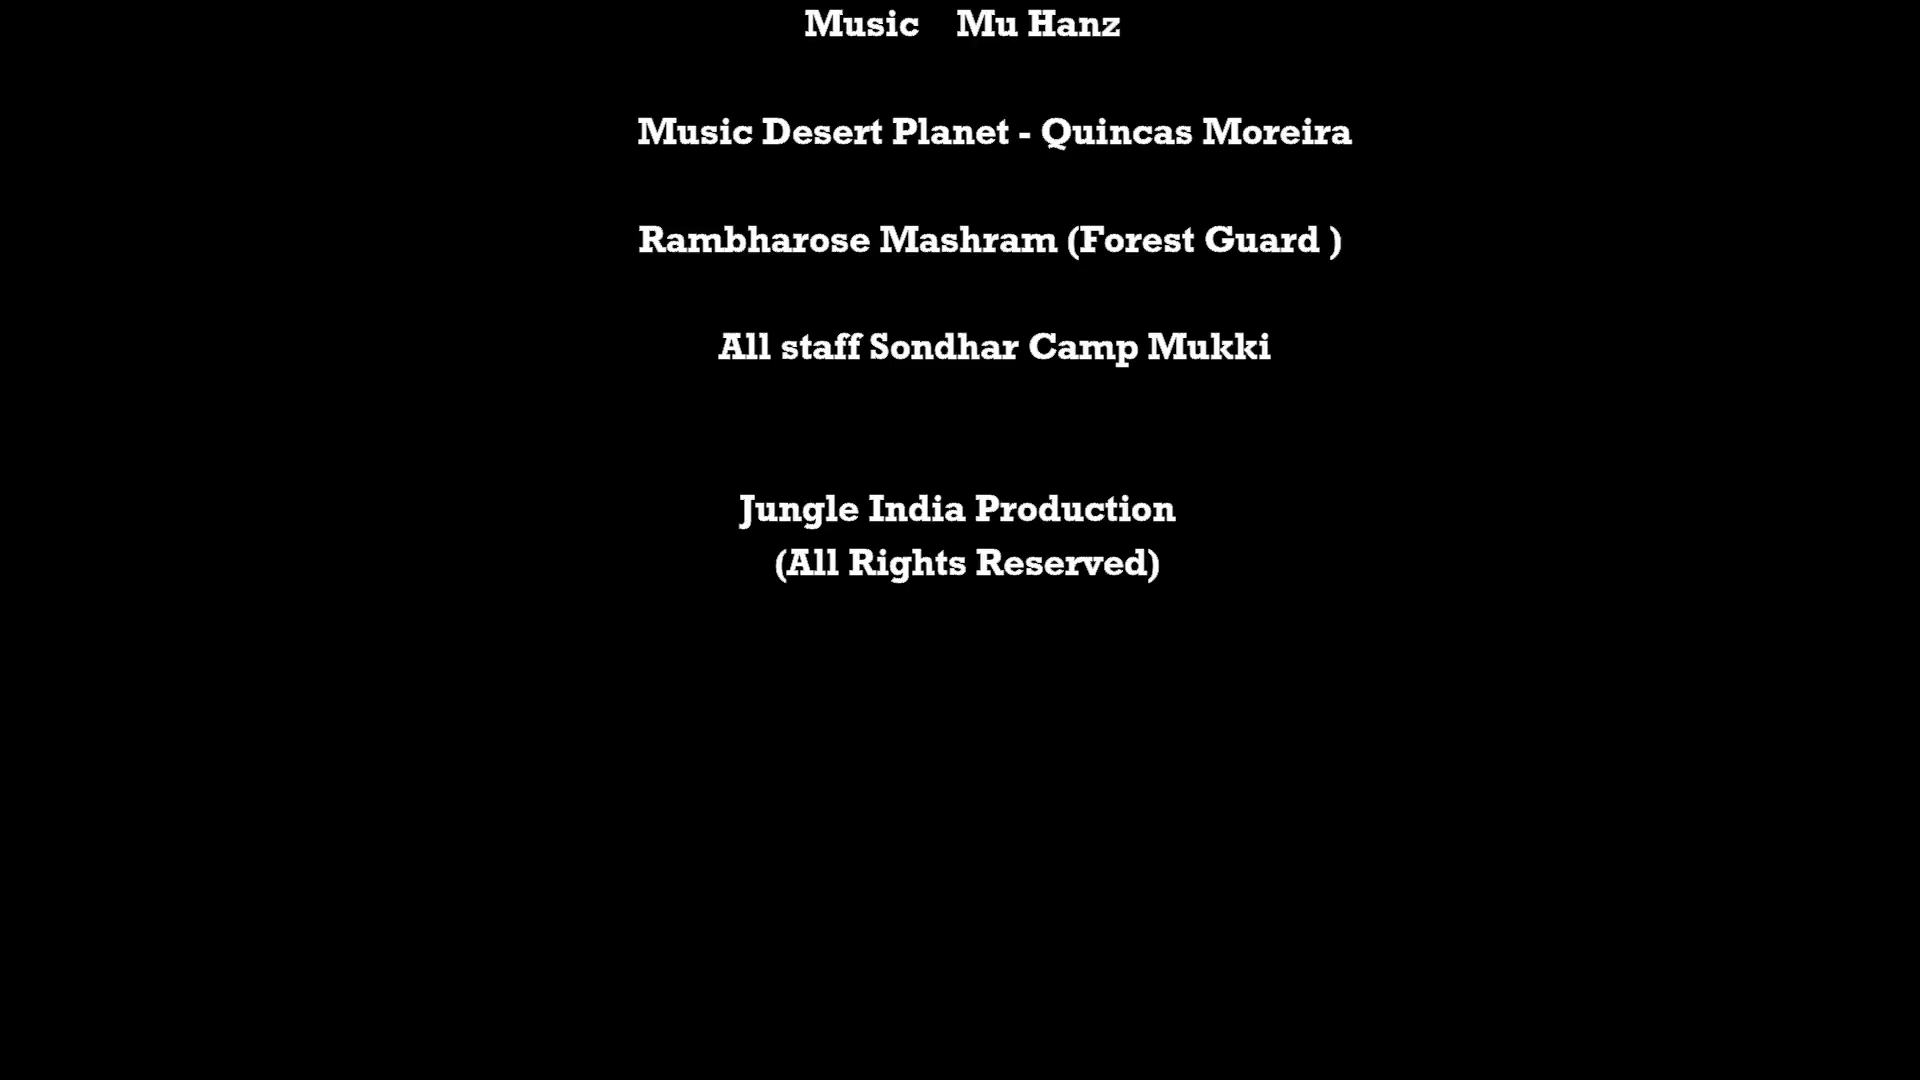 Music Mu Hanz
Music Desert Planet - Quincas Moreira
Rambharose Mashram (Forest Guard )
All staff Sondhar Camp Mukki
Jungle India Production
(All Rights Reserved)